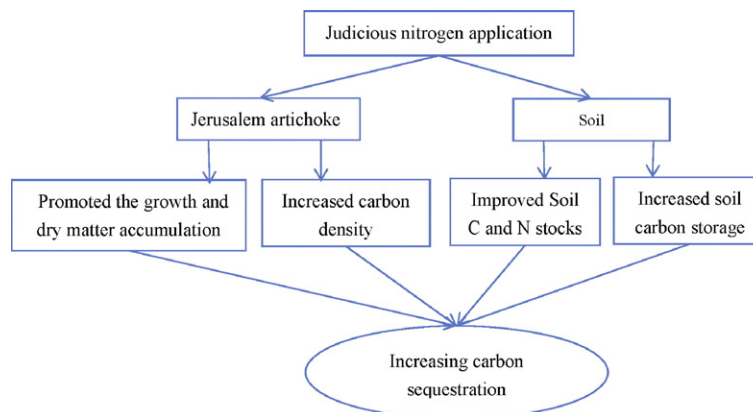 Judicious nitrogen application
Jerusalem artichoke
Soil
Promoted the growth and
dry matter accumulation
Increased carbon
density
Improved Soil
C and N stocks
Increased soil
carbon storage
Increasing carbon
sequestration